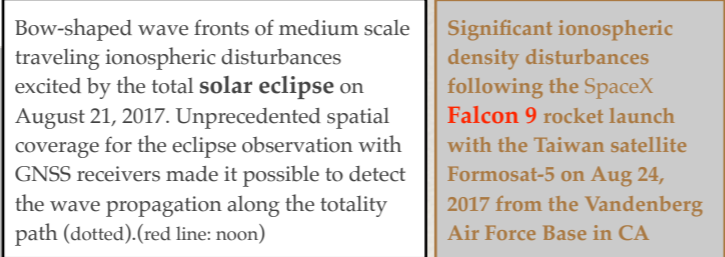 Bow-shaped wave fronts of medium scale
traveling ionospheric disturbances
excited by the total solar eclipse on
August 21, 2017. Unprecedented spatial
coverage for the eclipse observation with
GNSS receivers made it possible to detect
the wave propagation along the totality
path (dotted).(red line: noon)
Significant ionospheric
density disturbances
following the SpaceX
Falcon 9 rocket launch
with the Taiwan satellite
Formosat-5 on Aug 24,
2017 from the Vandenberg
Air Force Base in CA